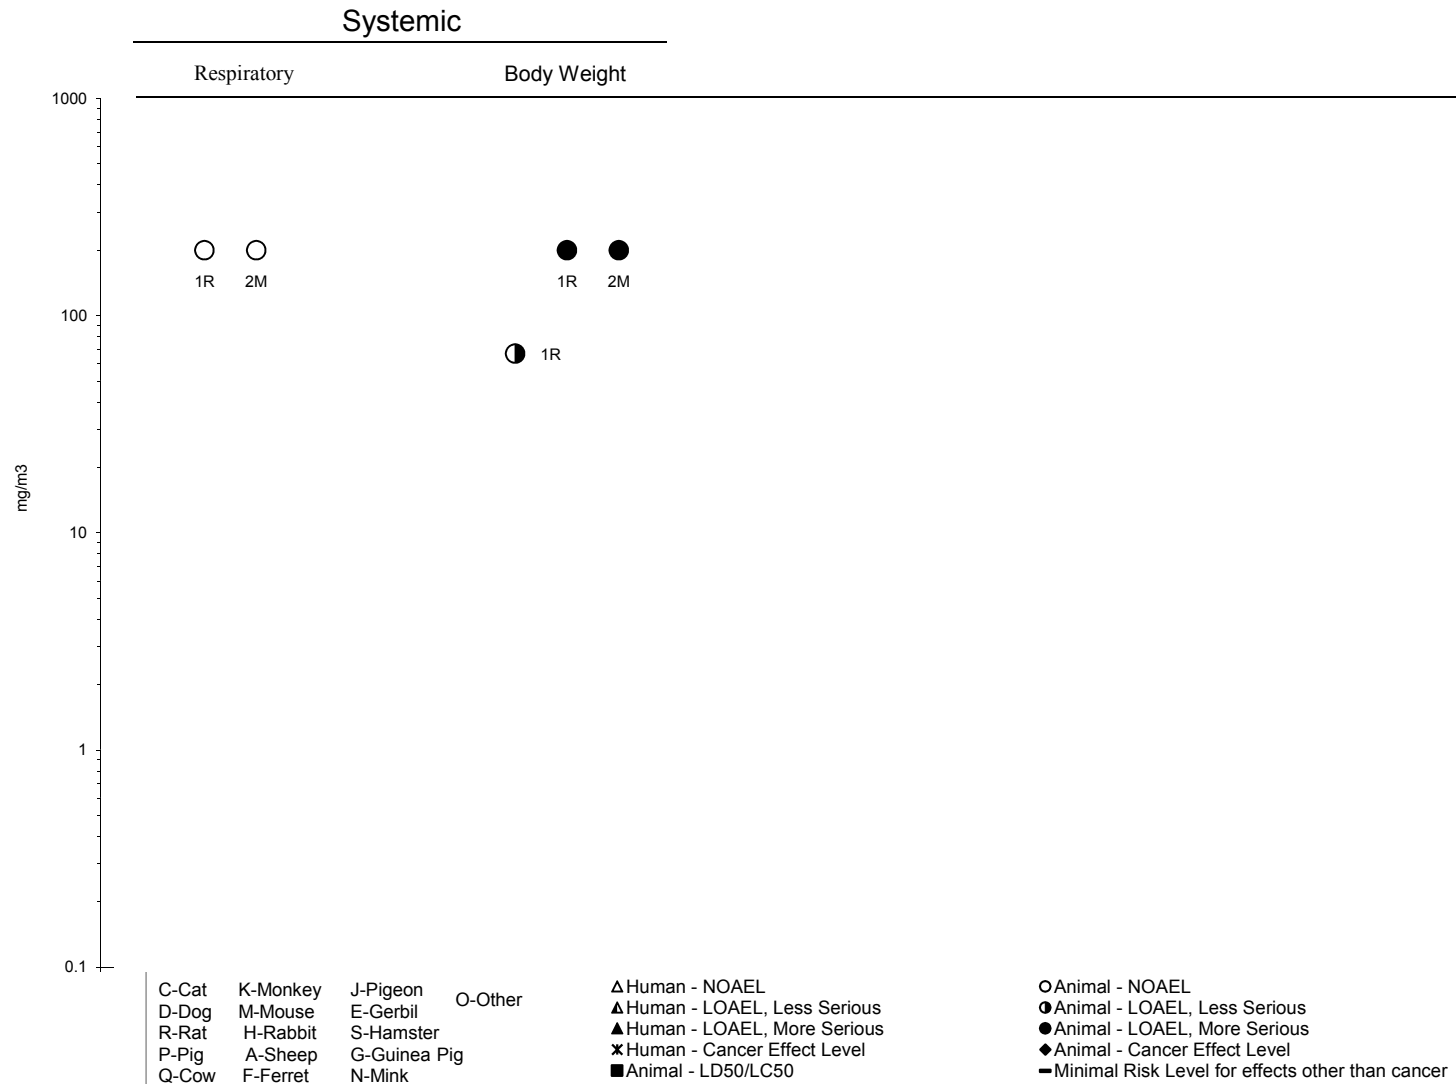 Systemic
Respiratory Body Weight
1000
1R 2M 1R 2M
100
1R
mg/m3
10
1
0.1
C-Cat K-Monkey J-Pigeon O-Other
D-Dog M-Mouse E-Gerbil
R-Rat H-Rabbit S-Hamster
P-Pig A-Sheep G-Guinea Pig
Q-Cow F-Ferret N-Mink
Human - NOAEL
Human - LOAEL, Less Serious
Human - LOAEL, More Serious
Human - Cancer Effect Level
Animal - LD50/LC50
Animal - NOAEL
Animal - LOAEL, Less Serious
Animal - LOAEL, More Serious
Animal - Cancer Effect Level
Minimal Risk Level for effects other than cancer